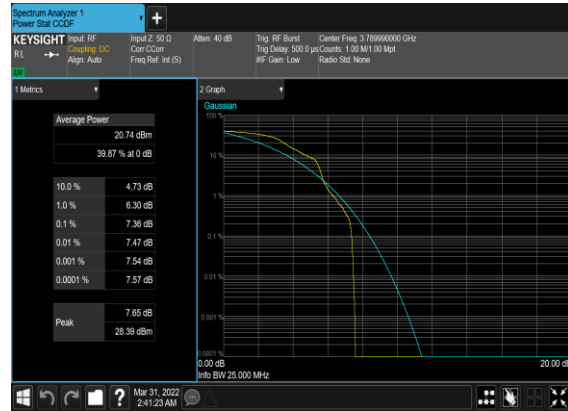 Spectrum Analyzer 1
Power Stat CCDF
+
KEYSIGHT
RL
LW
Input: RF
Coupling: DC
Align: Auto
Input Z: 50 Ω
Corr CCorr
Freq Ref: Int (S)
Atten: 40 dB
Trig: RF Burst
Trig Delay: 500.0 µs
#IF Gain: Low
Center Freq: 3.789990000 GHz
Counts: 1.00 M/1.00 Mpt
Radio Std: None
1 Metrics
Average Power
20.74 dBm
39.87 % at 0 dB
10.0 % 4.73 dB
1.0 % 6.30 dB
0.1 % 7.36 dB
0.01 % 7.47 dB
0.001 % 7.54 dB
0.0001 % 7.57 dB
Peak
7.65 dB
28.39 dBm
2 Graph
Gaussian
100 %
10 %
1 %
0.1 %
0.01 %
0.001 %
0.0001 %
0.00 dB
20.00 dB
Info BW 25.000 MHz
?
Mar 31, 2022
2:41:23 AM